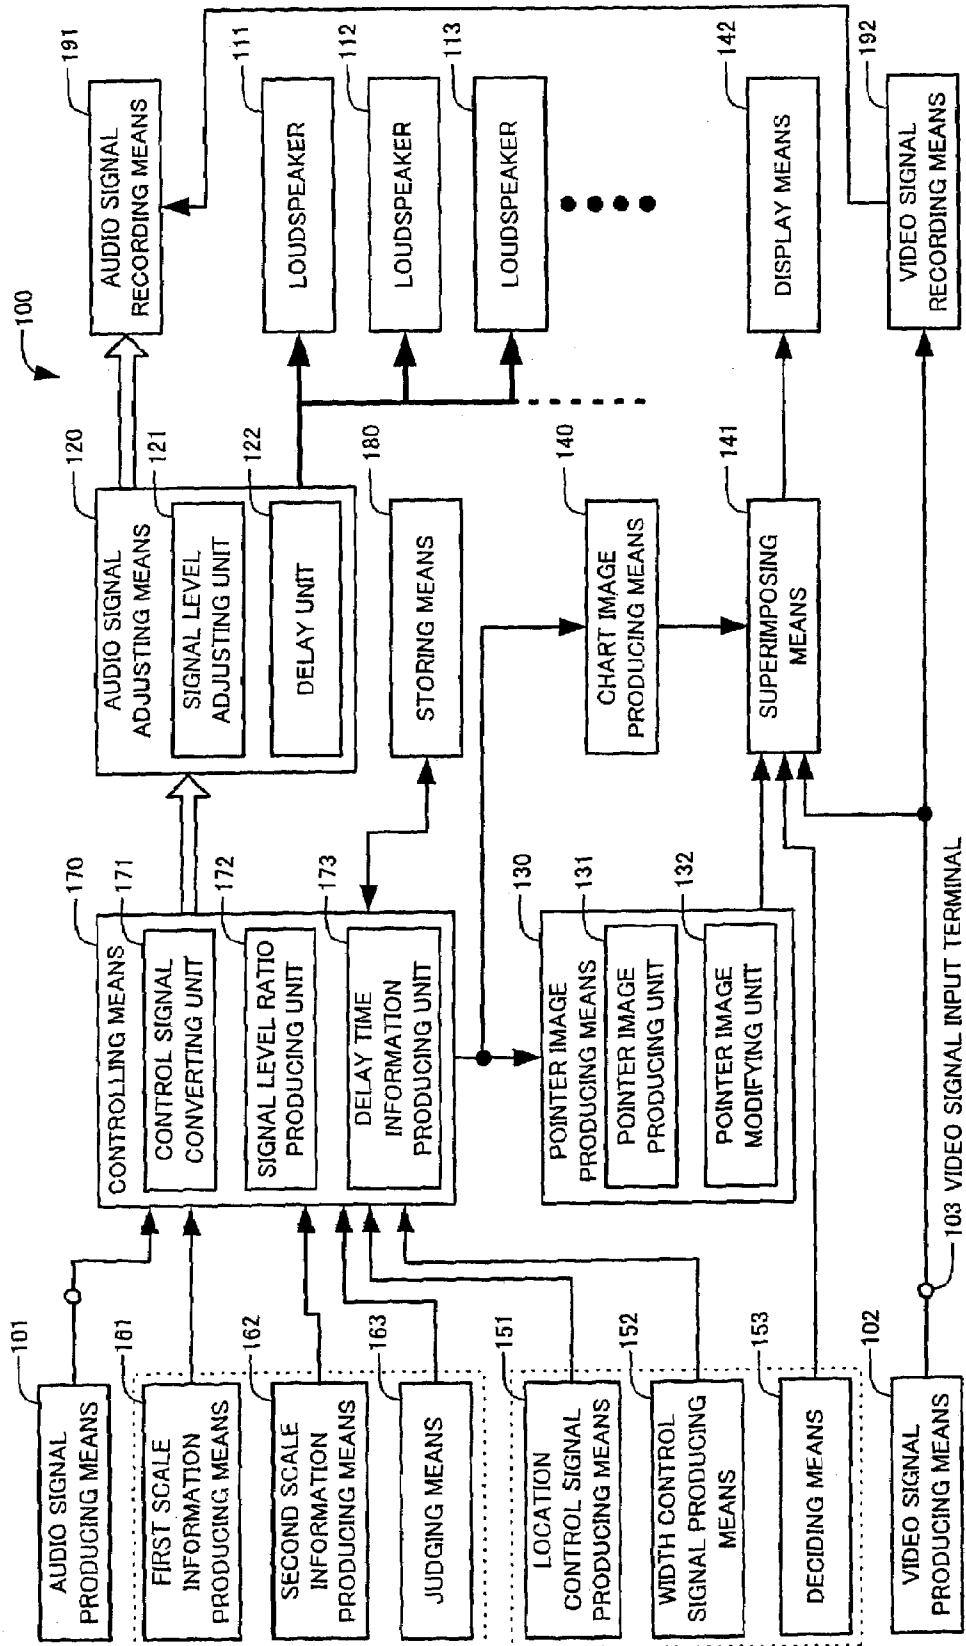 100
101
AUDIO SIGNAL
PRODUCING MEANS
161
FIRST SCALE
INFORMATION
PRODUCING MEANS
162
SECOND SCALE
INFORMATION
PRODUCING MEANS
163
JUDGING MEANS
151
LOCATION
CONTROL SIGNAL
PRODUCING MEANS
152
WIDTH CONTROL
SIGNAL PRODUCING
MEANS
153
DECIDING MEANS
102
VIDEO SIGNAL
PRODUCING MEANS
103 VIDEO SIGNAL INPUT TERMINAL
170
CONTROLLING MEANS
171
CONTROL SIGNAL
CONVERTING UNIT
172
SIGNAL LEVEL RATIO
PRODUCING UNIT
173
DELAY TIME
INFORMATION
PRODUCING UNIT
130
POINTER IMAGE
PRODUCING MEANS
131
POINTER IMAGE
PRODUCING UNIT
132
POINTER IMAGE
MODIFYING UNIT
120
AUDIO SIGNAL
ADJUSTING MEANS
121
SIGNAL LEVEL
ADJUSTING UNIT
122
DELAY UNIT
180
STORING MEANS
140
CHART IMAGE
PRODUCING MEANS
141
SUPERIMPOSING
MEANS
191
AUDIO SIGNAL
RECORDING MEANS
111
LOUDSPEAKER
112
LOUDSPEAKER
113
LOUDSPEAKER
142
DISPLAY MEANS
192
VIDEO SIGNAL
RECORDING MEANS